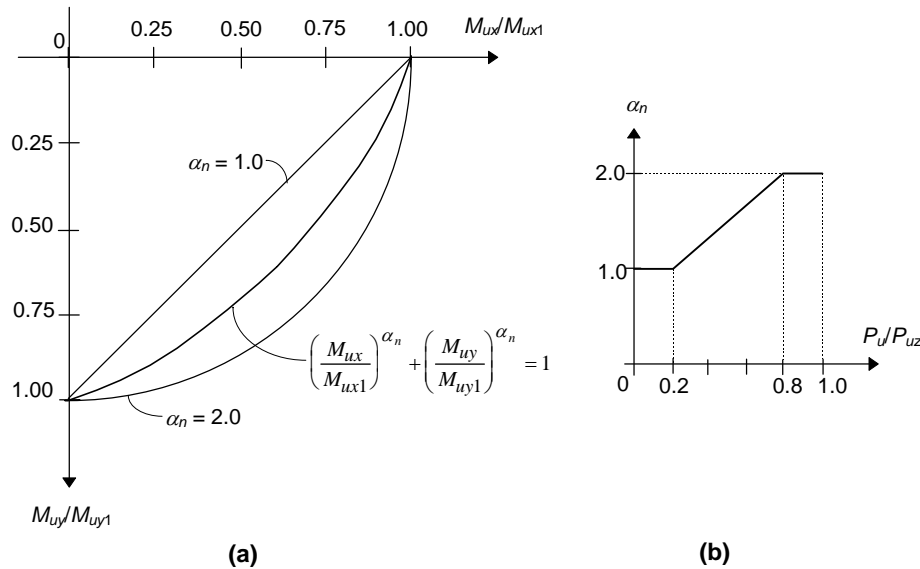 0 0.25 0.50 0.75 1.00 Mux/Mux1
0.25
0.50
0.75
1.00
αn = 1.0
(Mux/Mux1)^αn + (Muy/Muy1)^αn = 1
αn = 2.0
Muy/Muy1
(a)
αn
2.0
1.0
Pu/Puz
0 0.2 0.8 1.0
(b)